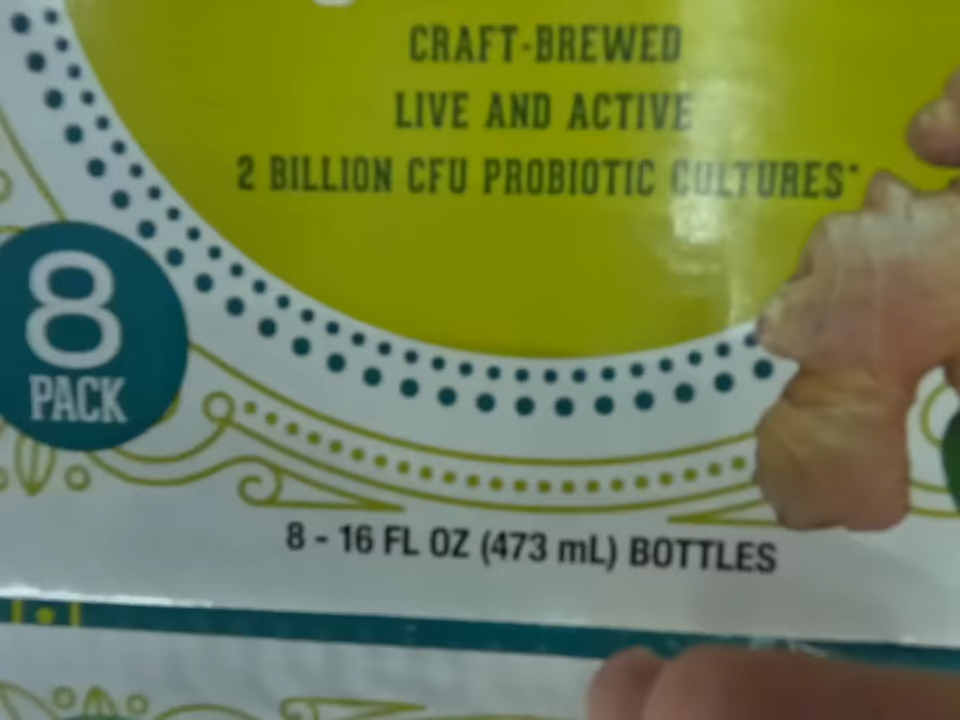 CRAFT-BREWED
LIVE AND ACTIVE
2 BILLION CFU PROBIOTIC CULTURES*
8
PACK
8 - 16 FL OZ (473 mL) BOTTLES